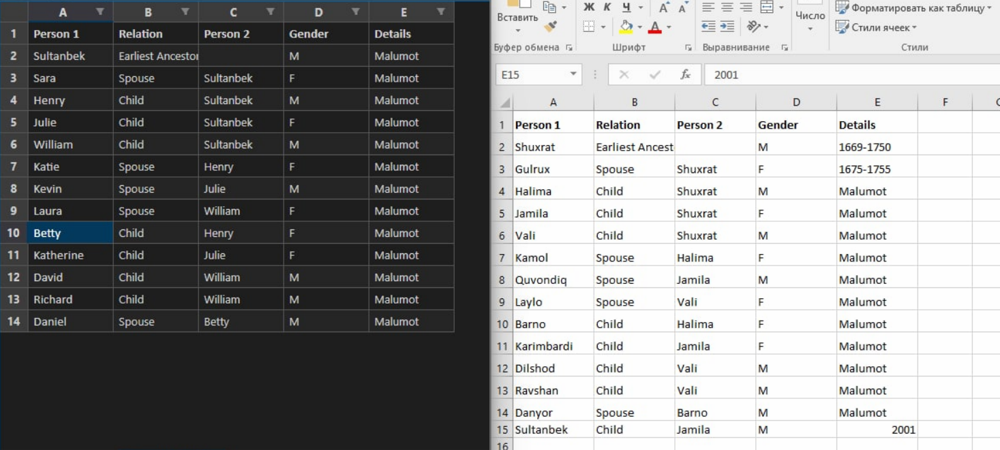 A B C D E
1 Person 1 Relation Person 2 Gender Details
2 Sultanbek Earliest Ancestor M Malumot
3 Sara Spouse Sultanbek F Malumot
4 Henry Child Sultanbek M Malumot
5 Julie Child Sultanbek F Malumot
6 William Child Sultanbek M Malumot
7 Katie Spouse Henry F Malumot
8 Kevin Spouse Julie M Malumot
9 Laura Spouse William F Malumot
10 Betty Child Henry F Malumot
11 Katherine Child Julie F Malumot
12 David Child William M Malumot
13 Richard Child William M Malumot
14 Daniel Spouse Betty M Malumot
Вставить
Ж К Ч А А
А
Число
Форматировать как таблицу
Стили ячеек
Буфер обмена Шрифт Выравнивание Стили
E15 fx 2001
A B C D E F
1 Person 1 Relation Person 2 Gender Details
2 Shuxrat Earliest Ancest M 1669-1750
3 Gulrux Spouse Shuxrat F 1675-1755
4 Halima Child Shuxrat M Malumot
5 Jamila Child Shuxrat F Malumot
6 Vali Child Shuxrat M Malumot
7 Kamol Spouse Halima F Malumot
8 Quvondiq Spouse Jamila M Malumot
9 Laylo Spouse Vali F Malumot
10 Barno Child Halima F Malumot
11 Karimbardi Child Jamila F Malumot
12 Dilshod Child Vali M Malumot
13 Ravshan Child Vali M Malumot
14 Danyor Spouse Barno M Malumot
15 Sultanbek Child Jamila M 2001
16